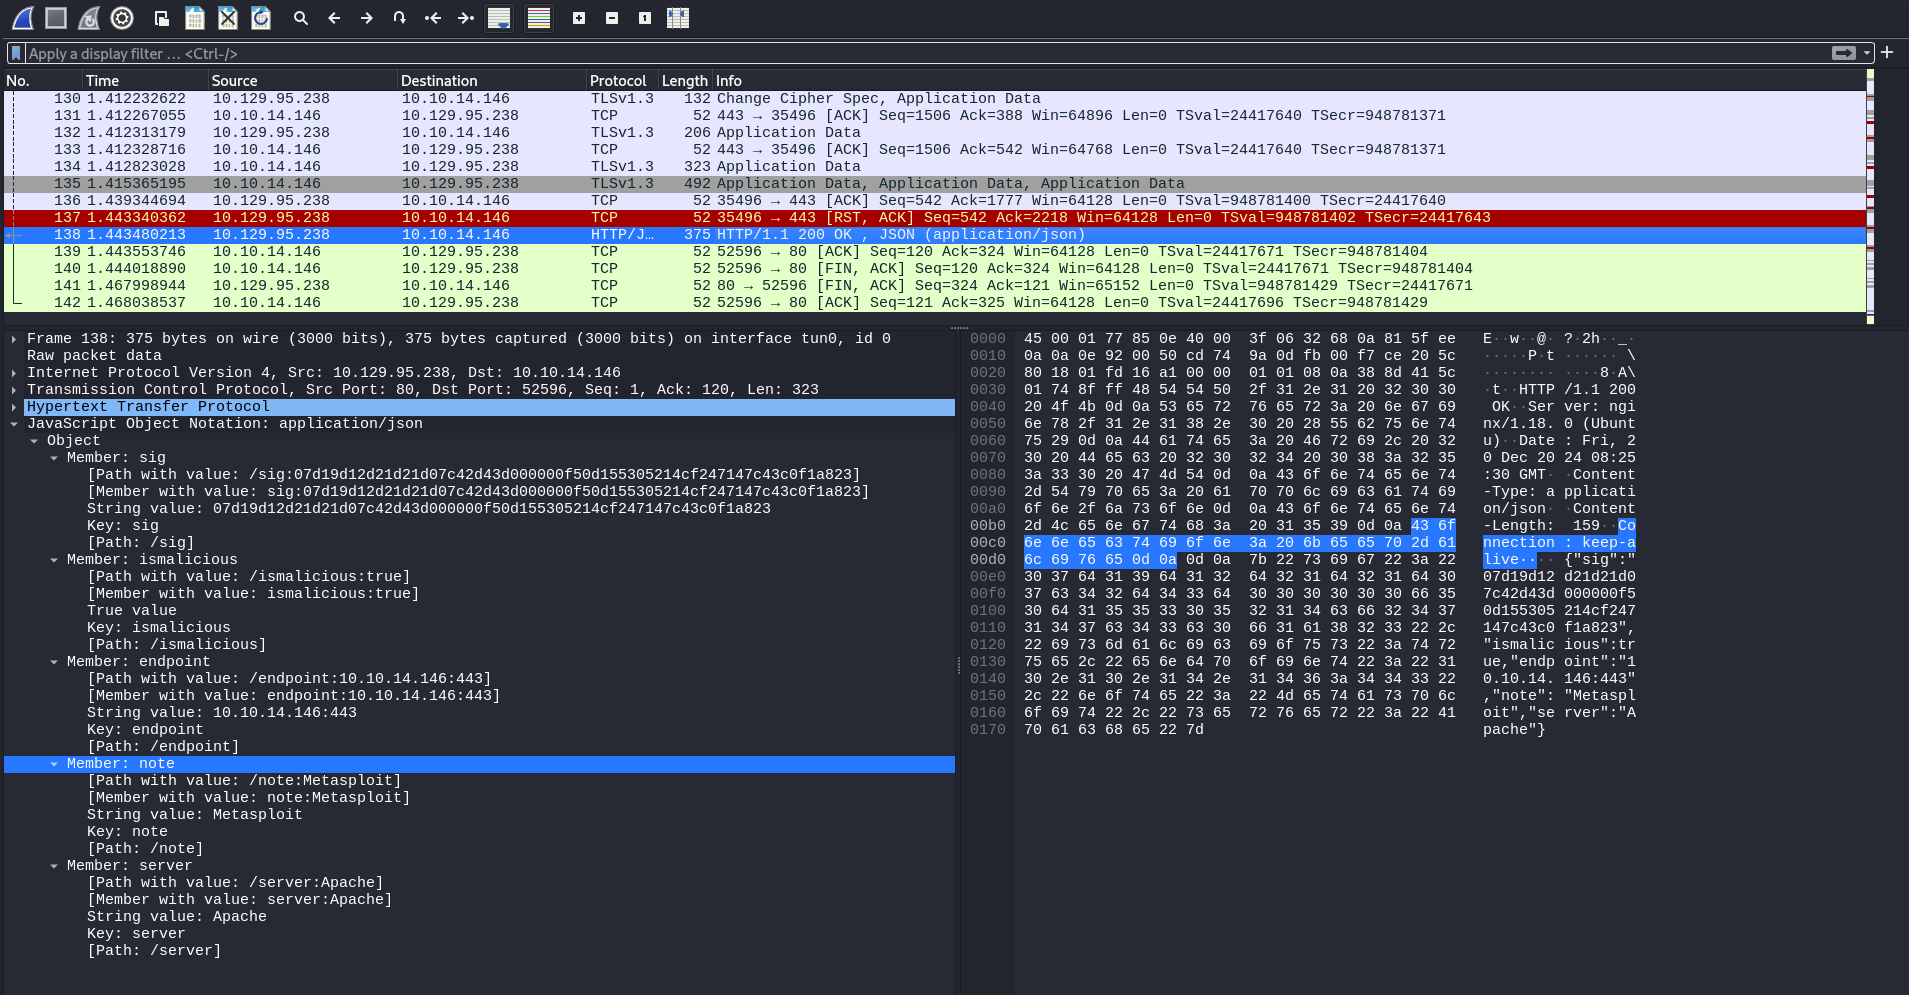 Apply a display filter … <Ctrl-/>
No. Time Source Destination Protocol Length Info
130 1.412232622 10.129.95.238 10.10.14.146 TLSv1.3 132 Change Cipher Spec, Application Data
131 1.412267055 10.10.14.146 10.129.95.238 TCP 52 443 → 35496 [ACK] Seq=1506 Ack=388 Win=64896 Len=0 TSval=24417640 TSecr=948781371
132 1.412313179 10.129.95.238 10.10.14.146 TLSv1.3 206 Application Data
133 1.412328716 10.10.14.146 10.129.95.238 TCP 52 443 → 35496 [ACK] Seq=1506 Ack=542 Win=64768 Len=0 TSval=24417640 TSecr=948781371
134 1.412823028 10.10.14.146 10.129.95.238 TLSv1.3 323 Application Data
135 1.415365195 10.10.14.146 10.129.95.238 TLSv1.3 492 Application Data, Application Data, Application Data
136 1.439344694 10.129.95.238 10.10.14.146 TCP 52 35496 → 443 [ACK] Seq=542 Ack=1777 Win=64128 Len=0 TSval=948781400 TSecr=24417640
137 1.443340362 10.129.95.238 10.10.14.146 TCP 52 35496 → 443 [RST, ACK] Seq=542 Ack=2218 Win=64128 Len=0 TSval=948781402 TSecr=24417643
138 1.443480213 10.129.95.238 10.10.14.146 HTTP/J… 375 HTTP/1.1 200 OK , JSON (application/json)
139 1.443553746 10.10.14.146 10.129.95.238 TCP 52 52596 → 80 [ACK] Seq=120 Ack=324 Win=64128 Len=0 TSval=24417671 TSecr=948781404
140 1.444018890 10.10.14.146 10.129.95.238 TCP 52 52596 → 80 [FIN, ACK] Seq=120 Ack=324 Win=64128 Len=0 TSval=24417671 TSecr=948781404
141 1.467998944 10.129.95.238 10.10.14.146 TCP 52 80 → 52596 [FIN, ACK] Seq=324 Ack=121 Win=65152 Len=0 TSval=948781429 TSecr=24417671
142 1.468038537 10.10.14.146 10.129.95.238 TCP 52 52596 → 80 [ACK] Seq=121 Ack=325 Win=64128 Len=0 TSval=24417696 TSecr=948781429
Frame 138: 375 bytes on wire (3000 bits), 375 bytes captured (3000 bits) on interface tun0, id 0
Raw packet data
Internet Protocol Version 4, Src: 10.129.95.238, Dst: 10.10.14.146
Transmission Control Protocol, Src Port: 80, Dst Port: 52596, Seq: 1, Ack: 120, Len: 323
Hypertext Transfer Protocol
JavaScript Object Notation: application/json
Object
Member: sig
[Path with value: /sig:07d19d12d21d21d07c42d43d000000f50d155305214cf247147c43c0f1a823]
[Member with value: sig:07d19d12d21d21d07c42d43d000000f50d155305214cf247147c43c0f1a823]
String value: 07d19d12d21d21d07c42d43d000000f50d155305214cf247147c43c0f1a823
Key: sig
[Path: /sig]
Member: ismalicious
[Path with value: /ismalicious:true]
[Member with value: ismalicious:true]
True value
Key: ismalicious
[Path: /ismalicious]
Member: endpoint
[Path with value: /endpoint:10.10.14.146:443]
[Member with value: endpoint:10.10.14.146:443]
String value: 10.10.14.146:443
Key: endpoint
[Path: /endpoint]
Member: note
[Path with value: /note:Metasploit]
[Member with value: note:Metasploit]
String value: Metasploit
Key: note
[Path: /note]
Member: server
[Path with value: /server:Apache]
[Member with value: server:Apache]
String value: Apache
Key: server
[Path: /server]
0000 45 00 01 77 85 0e 40 00 3f 06 32 68 0a 81 5f ee E··w··@· ?·2h··_·
0010 0a 0a 0e 92 00 50 cd 74 9a 0d fb 00 f7 ce 20 5c ·····P·t ······ \
0020 80 18 01 fd 16 a1 00 00 01 01 08 0a 38 8d 41 5c ········ ····8·A\
0030 01 74 8f ff 48 54 54 50 2f 31 2e 31 20 32 30 30 ·t··HTTP /1.1 200
0040 20 4f 4b 0d 0a 53 65 72 76 65 72 3a 20 6e 67 69 OK··Ser ver: ngi
0050 6e 78 2f 31 2e 31 38 2e 30 20 28 55 62 75 6e 74 nx/1.18. 0 (Ubunt
0060 75 29 0d 0a 44 61 74 65 3a 20 46 72 69 2c 20 32 u)··Date : Fri, 2
0070 30 20 44 65 63 20 32 30 32 34 20 30 38 3a 32 35 0 Dec 20 24 08:25
0080 3a 33 30 20 47 4d 54 0d 0a 43 6f 6e 74 65 6e 74 :30 GMT· ·Content
0090 2d 54 79 70 65 3a 20 61 70 70 6c 69 63 61 74 69 -Type: a pplicati
00a0 6f 6e 2f 6a 73 6f 6e 0d 0a 43 6f 6e 74 65 6e 74 on/json· ·Content
00b0 2d 4c 65 6e 67 74 68 3a 20 31 35 39 0d 0a 43 6f -Length: 159··Co
00c0 6e 6e 65 63 74 69 6f 6e 3a 20 6b 65 65 70 2d 61 nnection : keep-a
00d0 6c 69 76 65 0d 0a 0d 0a 7b 22 73 69 67 22 3a 22 live···· {"sig":"
00e0 30 37 64 31 39 64 31 32 64 32 31 64 32 31 64 30 07d19d12 d21d21d0
00f0 37 63 34 32 64 34 33 64 30 30 30 30 30 30 66 35 7c42d43d 000000f5
0100 30 64 31 35 35 33 30 35 32 31 34 63 66 32 34 37 0d155305 214cf247
0110 31 34 37 63 34 33 63 30 66 31 61 38 32 33 22 2c 147c43c0 f1a823",
0120 22 69 73 6d 61 6c 69 63 69 6f 75 73 22 3a 74 72 "ismalic ious":tr
0130 75 65 2c 22 65 6e 64 70 6f 69 6e 74 22 3a 22 31 ue,"endp oint":"1
0140 30 2e 31 30 2e 31 34 2e 31 34 36 3a 34 34 33 22 0.10.14. 146:443"
0150 2c 22 6e 6f 74 65 22 3a 22 4d 65 74 61 73 70 6c ,"note": "Metaspl
0160 6f 69 74 22 2c 22 73 65 72 76 65 72 22 3a 22 41 oit","se rver":"A
0170 70 61 63 68 65 22 7d pache"}